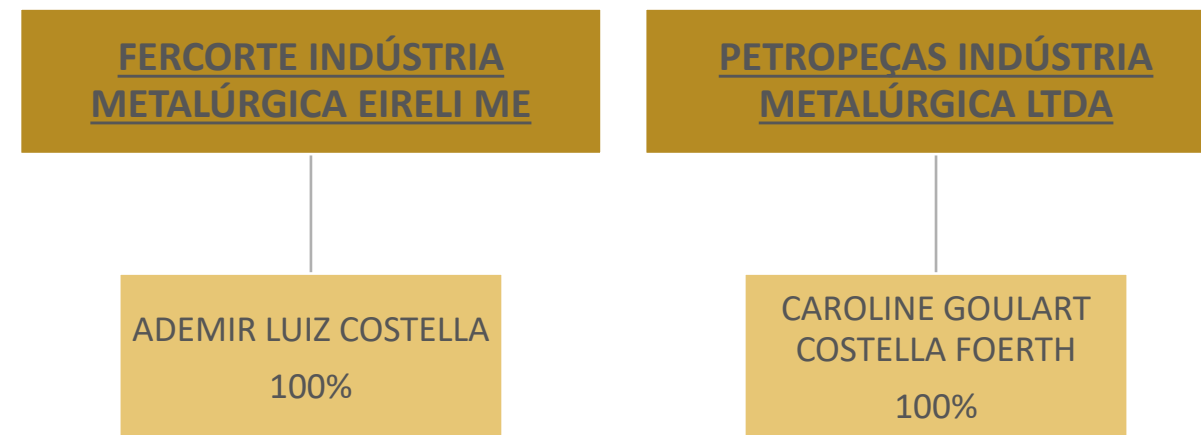 FERCORTE INDÚSTRIA
METALÚRGICA EIRELI ME
ADEMIR LUIZ COSTELLA
100%
PETROPEÇAS INDÚSTRIA
METALÚRGICA LTDA
CAROLINE GOULART
COSTELLA FOERTH
100%